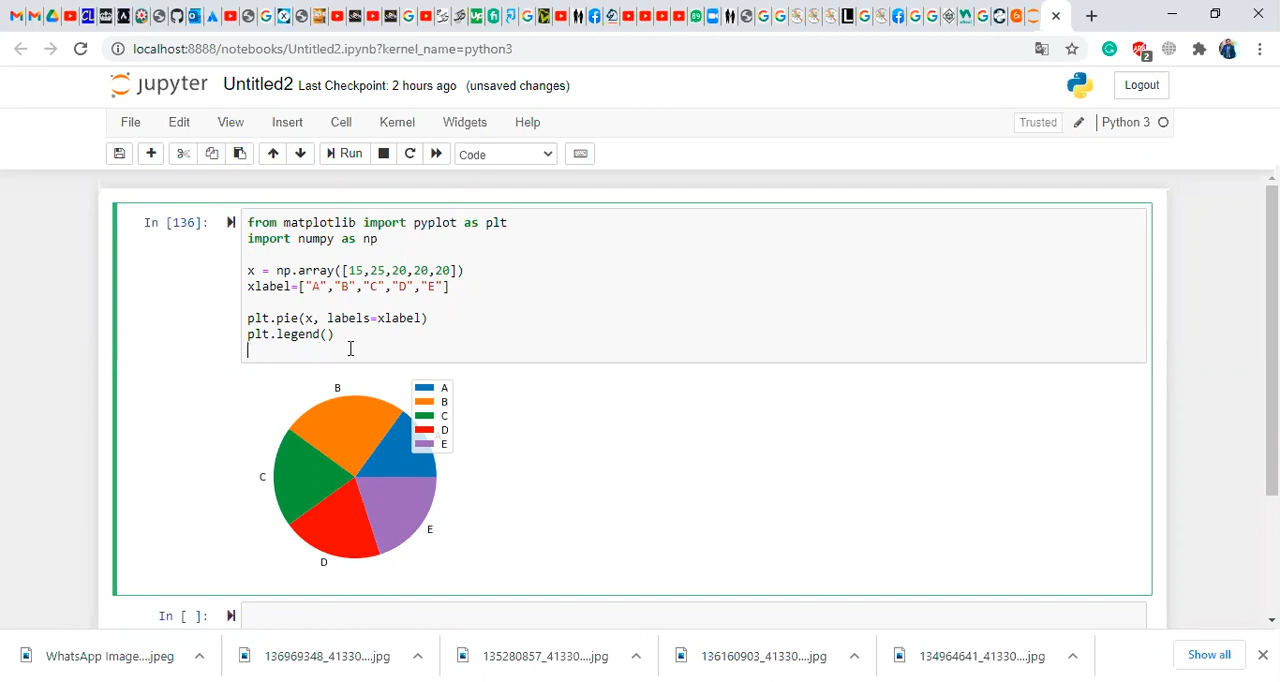 localhost:8888/notebooks/Untitled2.ipynb?kernel_name=python3
2
jupyter Untitled2 Last Checkpoint: 2 hours ago (unsaved changes)
Logout
File Edit View Insert Cell Kernel Widgets Help
Trusted Python 3
Run Code
In [136]:
from matplotlib import pyplot as plt
import numpy as np
x = np.array([15,25,20,20,20])
xlabel=["A","B","C","D","E"]
plt.pie(x, labels=xlabel)
plt.legend()
B
A
B
C
D
E
A
C
E
D
In [ ]:
WhatsApp Image....jpeg
136969348_41330....jpg
135280857_41330....jpg
136160903_41330....jpg
134964641_41330....jpg
Show all